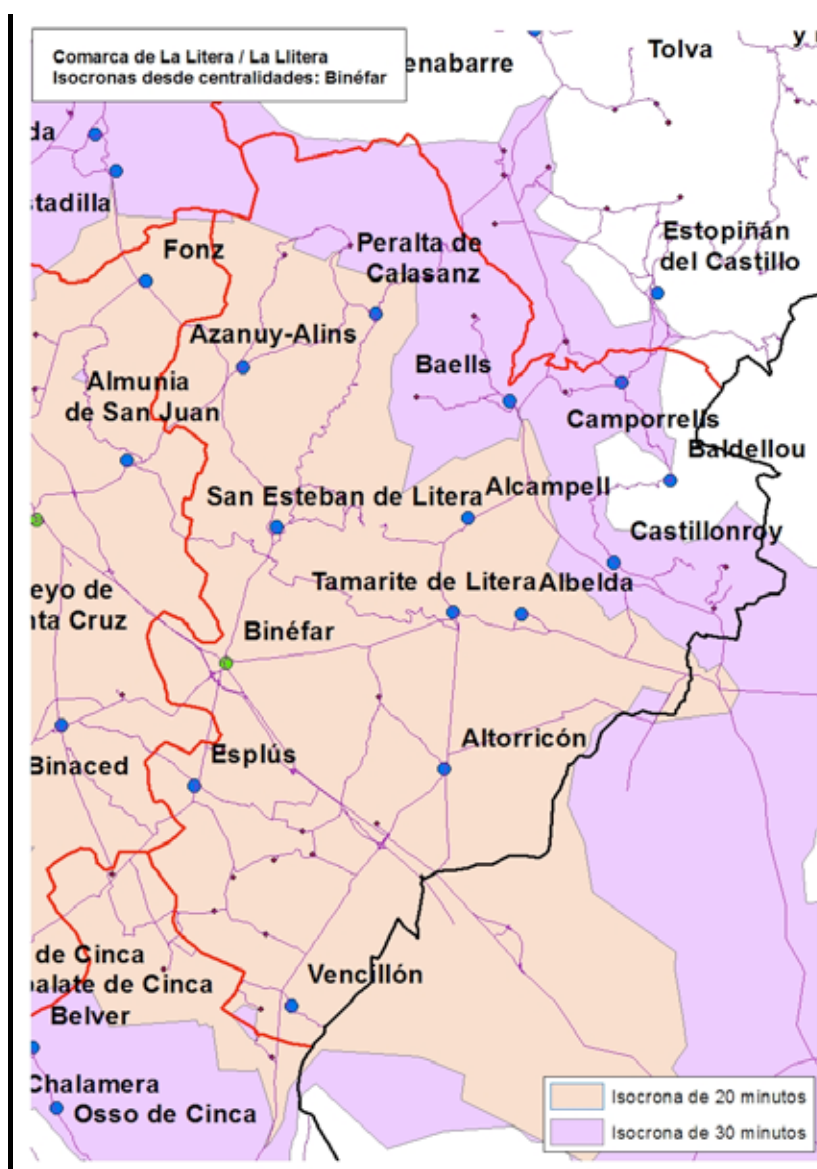 Comarca de La Litera / La Llitera
Isocronas desde centralidades: Binéfar
enabarre
Tolva
y
da
stadilla
Fonz
Peralta de
Calasanz
Estopiñán
del Castillo
Azanuy-Alins
Baells
Almunia
de San Juan
Camporrells
Baldellou
San Esteban de Litera
Alcampell
Castillonroy
Tamarite de Litera
Albelda
eyo de
nta Cruz
Binéfar
Altorricón
Esplús
Binaced
de Cinca
palate de Cinca
Belver
Vencillón
Chalamera
Osso de Cinca
Isocrona de 20 minutos
Isocrona de 30 minutos